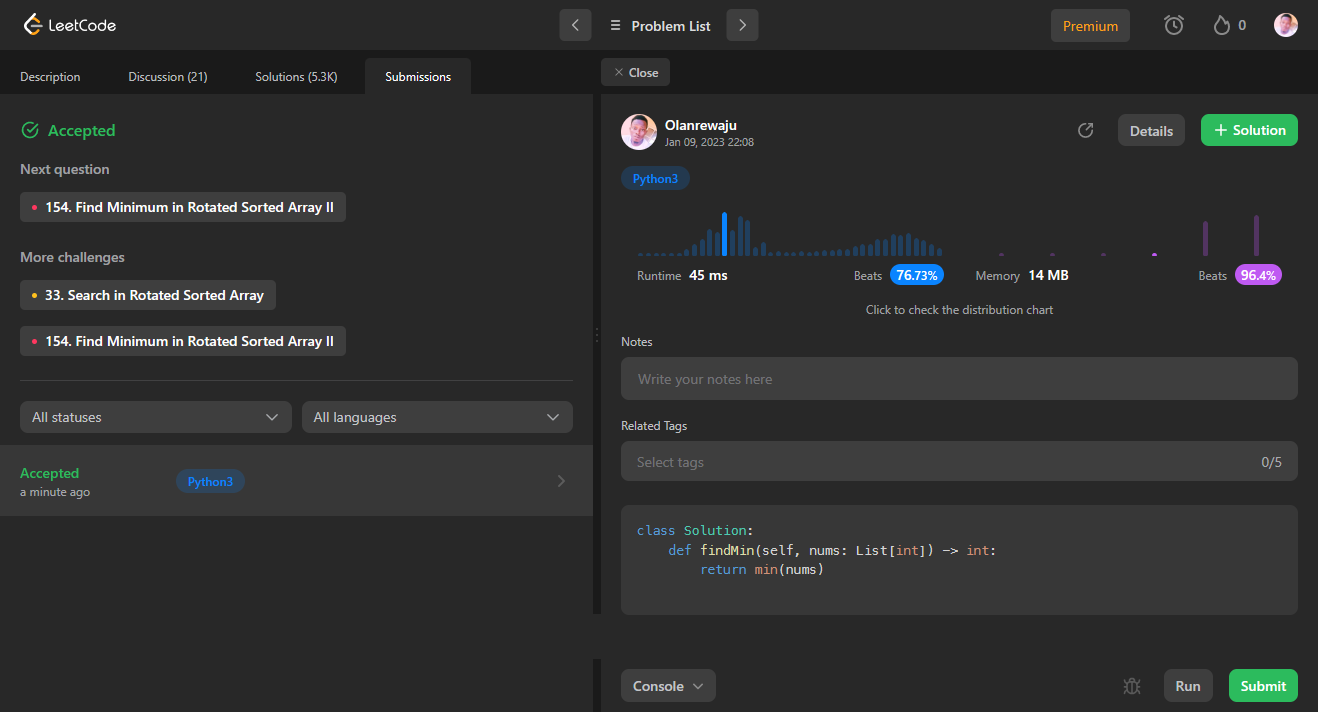 LeetCode
Problem List
Premium
0
Description
Discussion (21)
Solutions (5.3K)
Submissions
Close
Accepted
Next question
154. Find Minimum in Rotated Sorted Array II
More challenges
33. Search in Rotated Sorted Array
154. Find Minimum in Rotated Sorted Array II
All statuses
All languages
Accepted
a minute ago
Python3
Olanrewaju
Jan 09, 2023 22:08
Details
+ Solution
Python3
Runtime 45 ms
Beats 76.73%
Memory 14 MB
Beats 96.4%
Click to check the distribution chart
Notes
Write your notes here
Related Tags
Select tags
0/5
class Solution:
    def findMin(self, nums: List[int]) -> int:
        return min(nums)
Console
Run
Submit